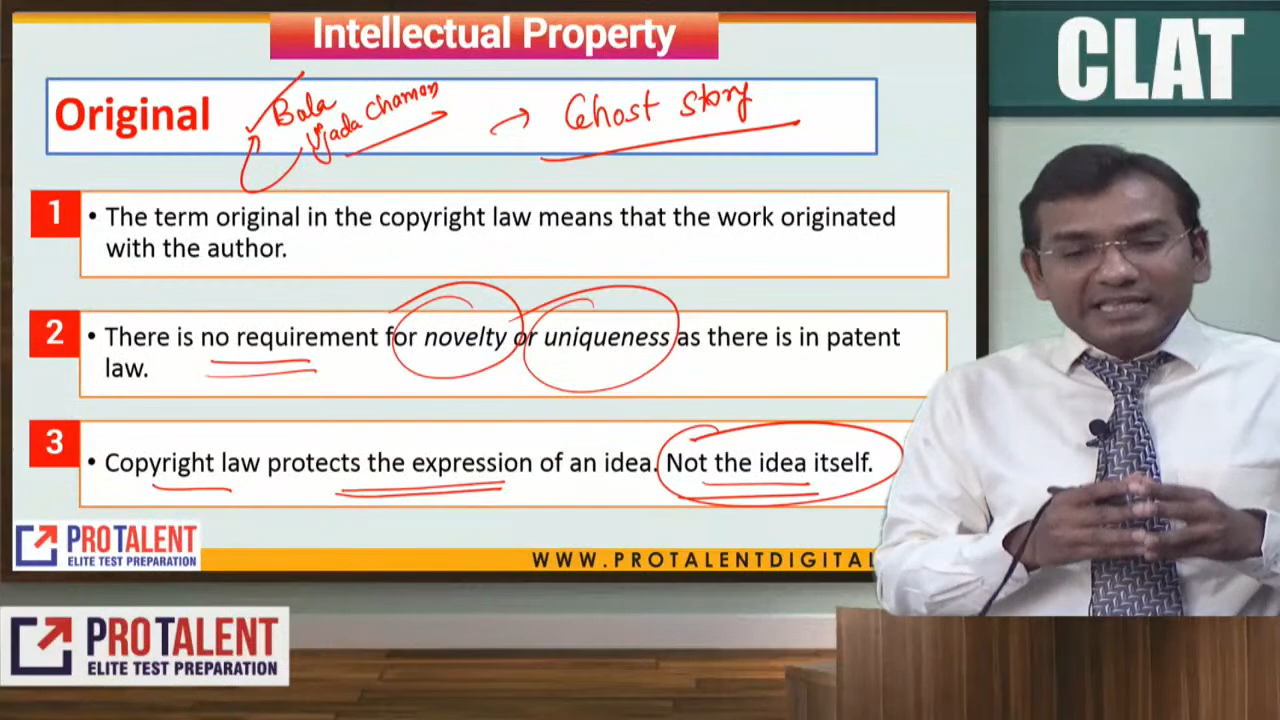 Intellectual Property
CLAT
Original
Bala
Ujada chaman
→ Ghost story
1
• The term original in the copyright law means that the work originated
with the author.
2
• There is no requirement for novelty or uniqueness as there is in patent
law.
3
• Copyright law protects the expression of an idea. Not the idea itself.
PROTALENT
ELITE TEST PREPARATION
WWW.PROTALENTDIGITAL
PROTALENT
ELITE TEST PREPARATION